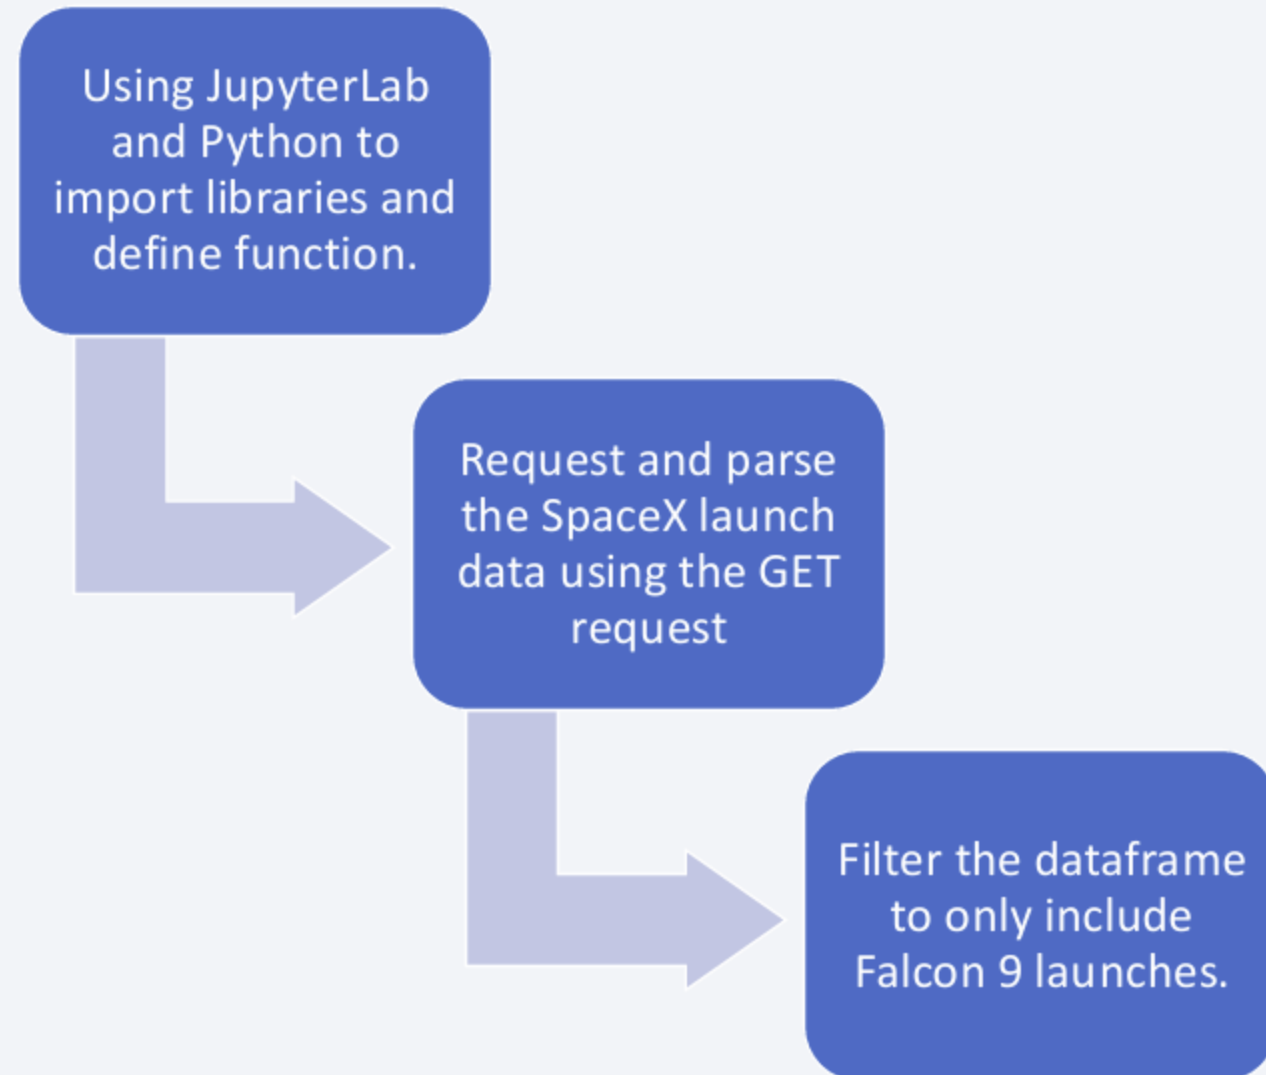 Using JupyterLab
and Python to
import libraries and
define function.
Request and parse
the SpaceX launch
data using the GET
request
Filter the dataframe
to only include
Falcon 9 launches.